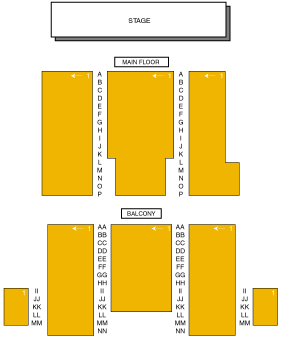 STAGE
MAIN FLOOR
← 1 A ← 1 A ← 1
B B
C C
D D
E E
F F
G G
H H
I I
J J
K K
L L
M M
N N
O O
P P
BALCONY
← 1 AA ← 1 AA ← 1
BB BB
CC CC
DD DD
EE EE
FF FF
GG GG
HH HH
1 II II II II 1
JJ JJ JJ JJ
KK KK KK KK
LL LL LL LL
MM MM MM MM
NN NN